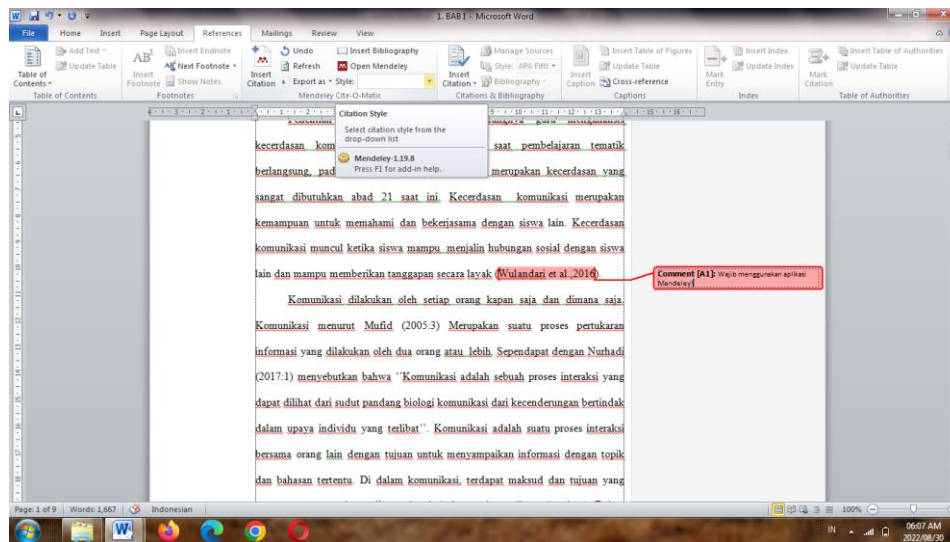 1. BAB I - Microsoft Word
File Home Insert Page Layout References Mailings Review View
Table of Contents
Add Text
Update Table
Table of Contents
AB1 Insert Footnote
Insert Endnote
Next Footnote
Show Notes
Footnotes
Insert Citation
Undo
Refresh
Export as
Insert Bibliography
Open Mendeley
Style:
Mendeley Cite-O-Matic
Insert Citation
Manage Sources
Style: APA Fifth
Bibliography
Citations & Bibliography
Insert Caption
Insert Table of Figures
Update Table
Cross-reference
Captions
Mark Entry
Insert Index
Update Index
Index
Mark Citation
Insert Table of Authorities
Update Table
Table of Authorities
Citation Style
Select citation style from the
drop-down list
Mendeley-1.19.8
Press F1 for add-in help.
guru menganalisis
kecerdasan kom saat pembelajaran tematik
berlangsung, pad merupakan kecerdasan yang
sangat dibutuhkan abad 21 saat ini. Kecerdasan komunikasi merupakan
kemampuan untuk memahami dan bekerjasama dengan siswa lain. Kecerdasan
komunikasi muncul ketika siswa mampu menjalin hubungan sosial dengan siswa
lain dan mampu memberikan tanggapan secara layak (Wulandari et al.,2016).
Comment [A1]: Wajib menggunakan aplikasi
Mendeley!
Komunikasi dilakukan oleh setiap orang kapan saja dan dimana saja.
Komunikasi menurut Mufid (2005:3) Merupakan suatu proses pertukaran
informasi yang dilakukan oleh dua orang atau lebih. Sependapat dengan Nurhadi
(2017:1) menyebutkan bahwa ‘‘Komunikasi adalah sebuah proses interaksi yang
dapat dilihat dari sudut pandang biologi komunikasi dari kecenderungan bertindak
dalam upaya individu yang terlibat’’. Komunikasi adalah suatu proses interaksi
bersama orang lain dengan tujuan untuk menyampaikan informasi dengan topik
dan bahasan tertentu. Di dalam komunikasi, terdapat maksud dan tujuan yang
Page: 1 of 9 Words: 1,667 Indonesian 100%
IN 06:07 AM
2022/08/30